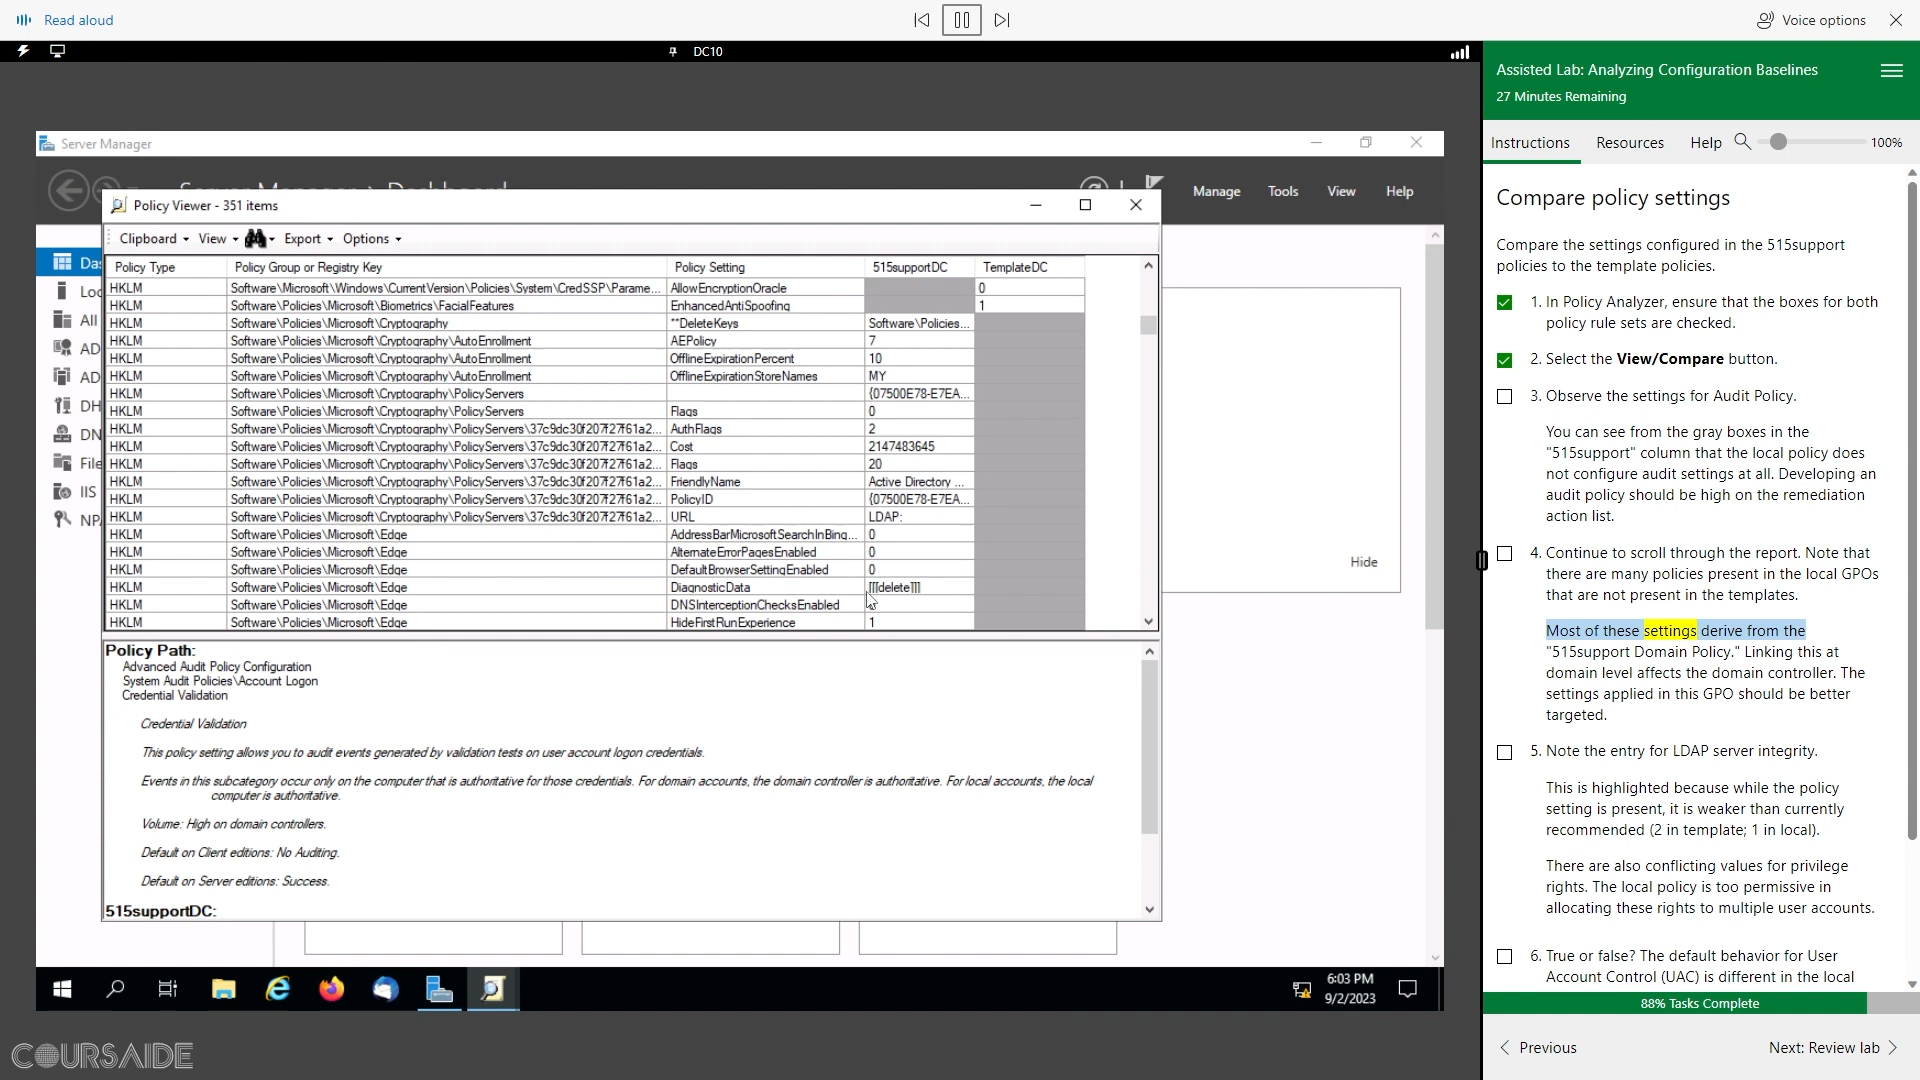 Read aloud
Voice options
DC10
Server Manager
Manage
Tools
View
Help
Policy Viewer - 351 items
Clipboard
View
Export
Options
Policy Type
Policy Group or Registry Key
Policy Setting
515supportDC
TemplateDC
HKLM Software\Microsoft\Windows\CurrentVersion\Policies\System\CredSSP\Parame... AllowEncryptionOracle 0
HKLM Software\Policies\Microsoft\Biometrics\FacialFeatures EnhancedAntiSpoofing 1
HKLM Software\Policies\Microsoft\Cryptography **DeleteKeys Software\Policies...
HKLM Software\Policies\Microsoft\Cryptography\AutoEnrollment AEPolicy 7
HKLM Software\Policies\Microsoft\Cryptography\AutoEnrollment OfflineExpirationPercent 10
HKLM Software\Policies\Microsoft\Cryptography\AutoEnrollment OfflineExpirationStoreNames MY
HKLM Software\Policies\Microsoft\Cryptography\PolicyServers {07500E78-E7EA...
HKLM Software\Policies\Microsoft\Cryptography\PolicyServers Flags 0
HKLM Software\Policies\Microsoft\Cryptography\PolicyServers\37c9dc30f207f27f61a2... AuthFlags 2
HKLM Software\Policies\Microsoft\Cryptography\PolicyServers\37c9dc30f207f27f61a2... Cost 2147483645
HKLM Software\Policies\Microsoft\Cryptography\PolicyServers\37c9dc30f207f27f61a2... Flags 20
HKLM Software\Policies\Microsoft\Cryptography\PolicyServers\37c9dc30f207f27f61a2... FriendlyName Active Directory ...
HKLM Software\Policies\Microsoft\Cryptography\PolicyServers\37c9dc30f207f27f61a2... PolicyID {07500E78-E7EA...
HKLM Software\Policies\Microsoft\Cryptography\PolicyServers\37c9dc30f207f27f61a2... URL LDAP:
HKLM Software\Policies\Microsoft\Edge AddressBarMicrosoftSearchInBing... 0
HKLM Software\Policies\Microsoft\Edge AlternateErrorPagesEnabled 0
HKLM Software\Policies\Microsoft\Edge DefaultBrowserSettingEnabled 0
HKLM Software\Policies\Microsoft\Edge DiagnosticData [[[delete]]]
HKLM Software\Policies\Microsoft\Edge DNSInterceptionChecksEnabled
HKLM Software\Policies\Microsoft\Edge HideFirstRunExperience 1
Das
Loc
All
AD
AD
DH
DN
File
IIS
NP
Hide
Policy Path:
Advanced Audit Policy Configuration
System Audit Policies\Account Logon
Credential Validation
Credential Validation
This policy setting allows you to audit events generated by validation tests on user account logon credentials.
Events in this subcategory occur only on the computer that is authoritative for those credentials. For domain accounts, the domain controller is authoritative. For local accounts, the local
computer is authoritative.
Volume: High on domain controllers.
Default on Client editions: No Auditing.
Default on Server editions: Success.
515supportDC:
6:03 PM
9/2/2023
COURSAIDE
Assisted Lab: Analyzing Configuration Baselines
27 Minutes Remaining
Instructions
Resources
Help
100%
Compare policy settings
Compare the settings configured in the 515support
policies to the template policies.
1. In Policy Analyzer, ensure that the boxes for both
policy rule sets are checked.
2. Select the View/Compare button.
3. Observe the settings for Audit Policy.
You can see from the gray boxes in the
"515support" column that the local policy does
not configure audit settings at all. Developing an
audit policy should be high on the remediation
action list.
4. Continue to scroll through the report. Note that
there are many policies present in the local GPOs
that are not present in the templates.
Most of these settings derive from the
"515support Domain Policy." Linking this at
domain level affects the domain controller. The
settings applied in this GPO should be better
targeted.
5. Note the entry for LDAP server integrity.
This is highlighted because while the policy
setting is present, it is weaker than currently
recommended (2 in template; 1 in local).
There are also conflicting values for privilege
rights. The local policy is too permissive in
allocating these rights to multiple user accounts.
6. True or false? The default behavior for User
Account Control (UAC) is different in the local
88% Tasks Complete
Previous
Next: Review lab